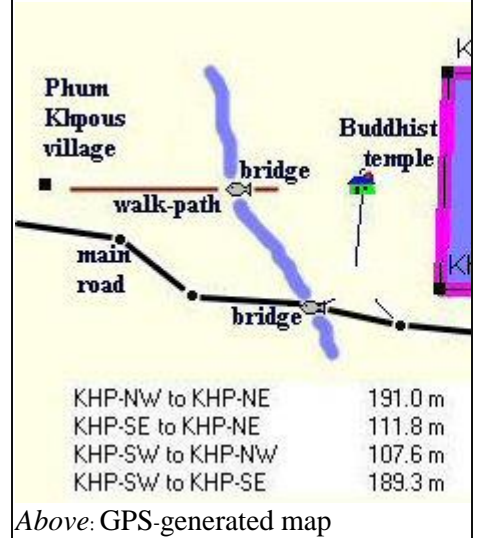 K
Phum
Khpous
village
Buddhist
temple
bridge
walk-path
main
road
KH
bridge
KHP-NW to KHP-NE 191.0 m
KHP-SE to KHP-NE 111.8 m
KHP-SW to KHP-NW 107.6 m
KHP-SW to KHP-SE 189.3 m
Above: GPS-generated map